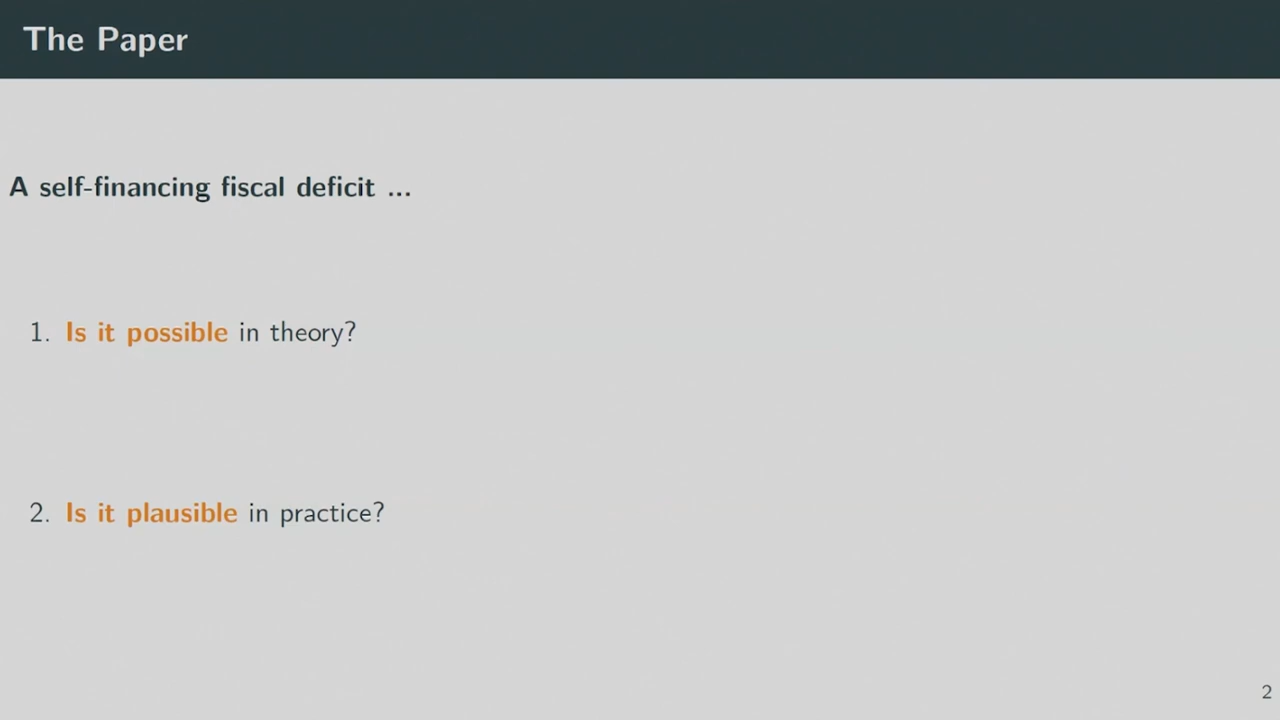 The Paper
A self-financing fiscal deficit ...
1. Is it possible in theory?
2. Is it plausible in practice?
2